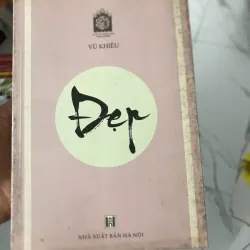 VŨ KHIÊU
Đẹp
NHÀ XUẤT BẢN HÀ NỘI